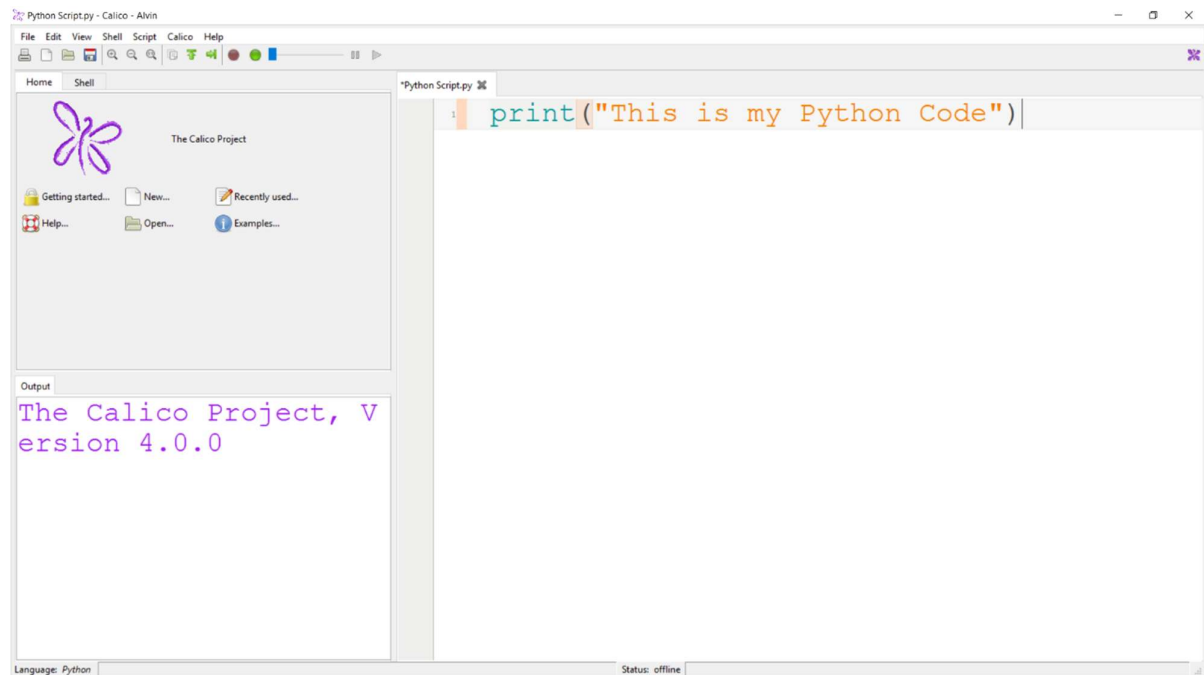 Python Script.py - Calico - Alvin
File Edit View Shell Script Calico Help
Home Shell
The Calico Project
Getting started... New... Recently used...
Help... Open... Examples...
*Python Script.py
1 print("This is my Python Code")
Output
The Calico Project, V
ersion 4.0.0
Language: Python Status: offline